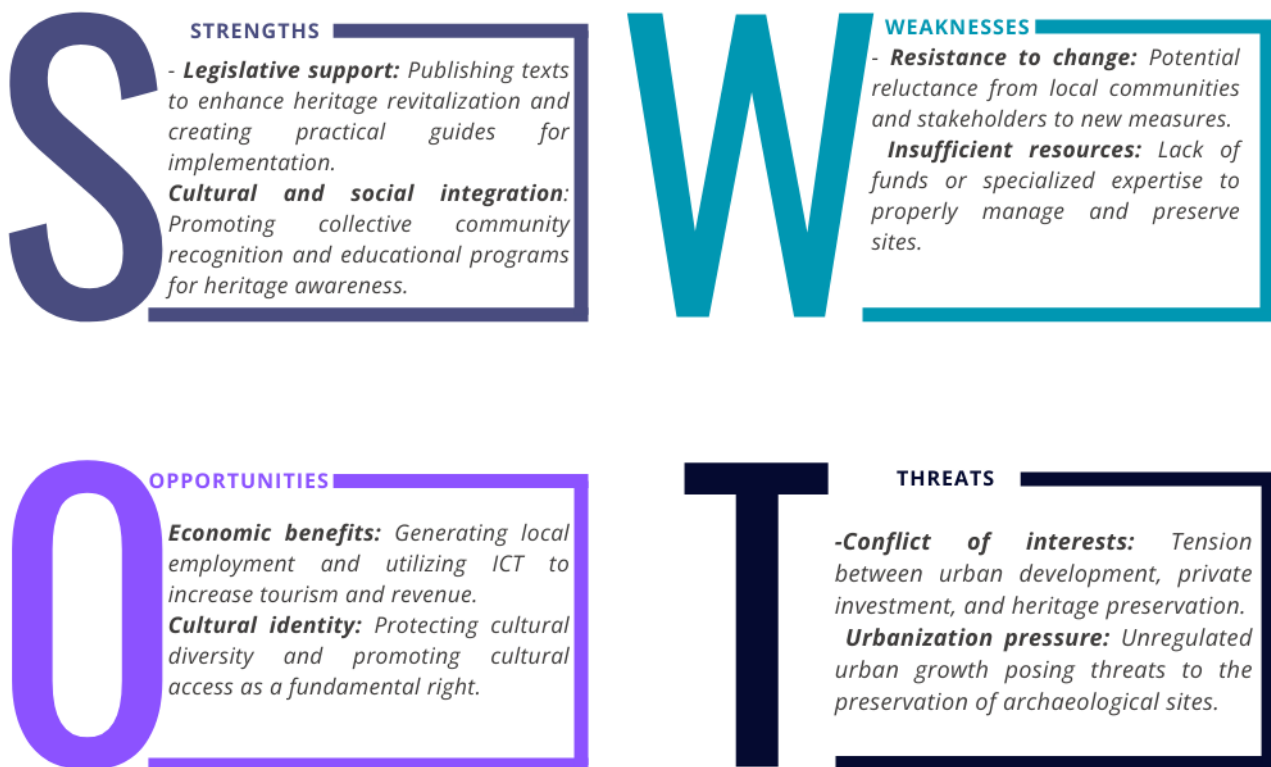 S
STRENGTHS
- Legislative support: Publishing texts
to enhance heritage revitalization and
creating practical guides for
implementation.
Cultural and social integration:
Promoting collective community
recognition and educational programs
for heritage awareness.
W
WEAKNESSES
- Resistance to change: Potential
reluctance from local communities
and stakeholders to new measures.
Insufficient resources: Lack of
funds or specialized expertise to
properly manage and preserve
sites.
O
OPPORTUNITIES
Economic benefits: Generating local
employment and utilizing ICT to
increase tourism and revenue.
Cultural identity: Protecting cultural
diversity and promoting cultural
access as a fundamental right.
T
THREATS
-Conflict of interests: Tension
between urban development, private
investment, and heritage preservation.
Urbanization pressure: Unregulated
urban growth posing threats to the
preservation of archaeological sites.